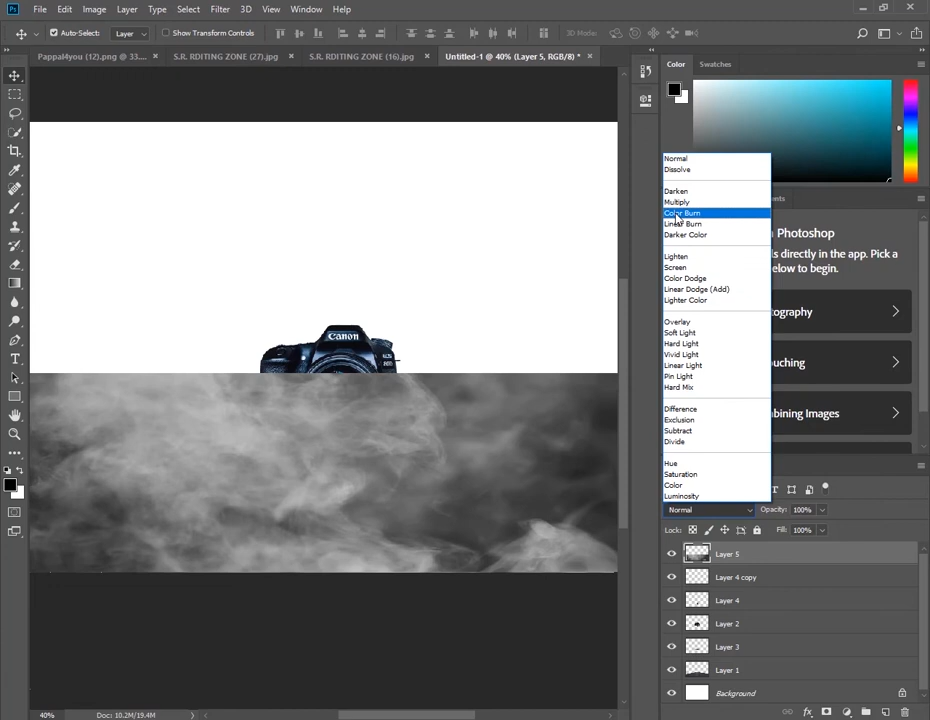 Ps File Edit Image Layer Type Select Filter 3D View Window Help
Auto-Select: Layer Show Transform Controls 3D Mode:
Pappal4you (12).png @ 33.... × S.R. RDITING ZONE (27).jpg × S.R. RDITING ZONE (16).jpg × Untitled-1 @ 40% (Layer 5, RGB/8) * ×
Color Swatches
Normal
Dissolve
Darken
Multiply
Color Burn
Linear Burn
Darker Color
Lighten
Screen
Color Dodge
Linear Dodge (Add)
Lighter Color
Overlay
Soft Light
Hard Light
Vivid Light
Linear Light
Pin Light
Hard Mix
Difference
Exclusion
Subtract
Divide
Hue
Saturation
Color
Luminosity
Photoshop
directly in the app. Pick a
below to begin.
Canon
Normal Opacity: 100%
Lock: Fill: 100%
Layer 5
Layer 4 copy
Layer 4
Layer 2
Layer 3
Layer 1
Background
40% Doc: 10.2M/19.4M